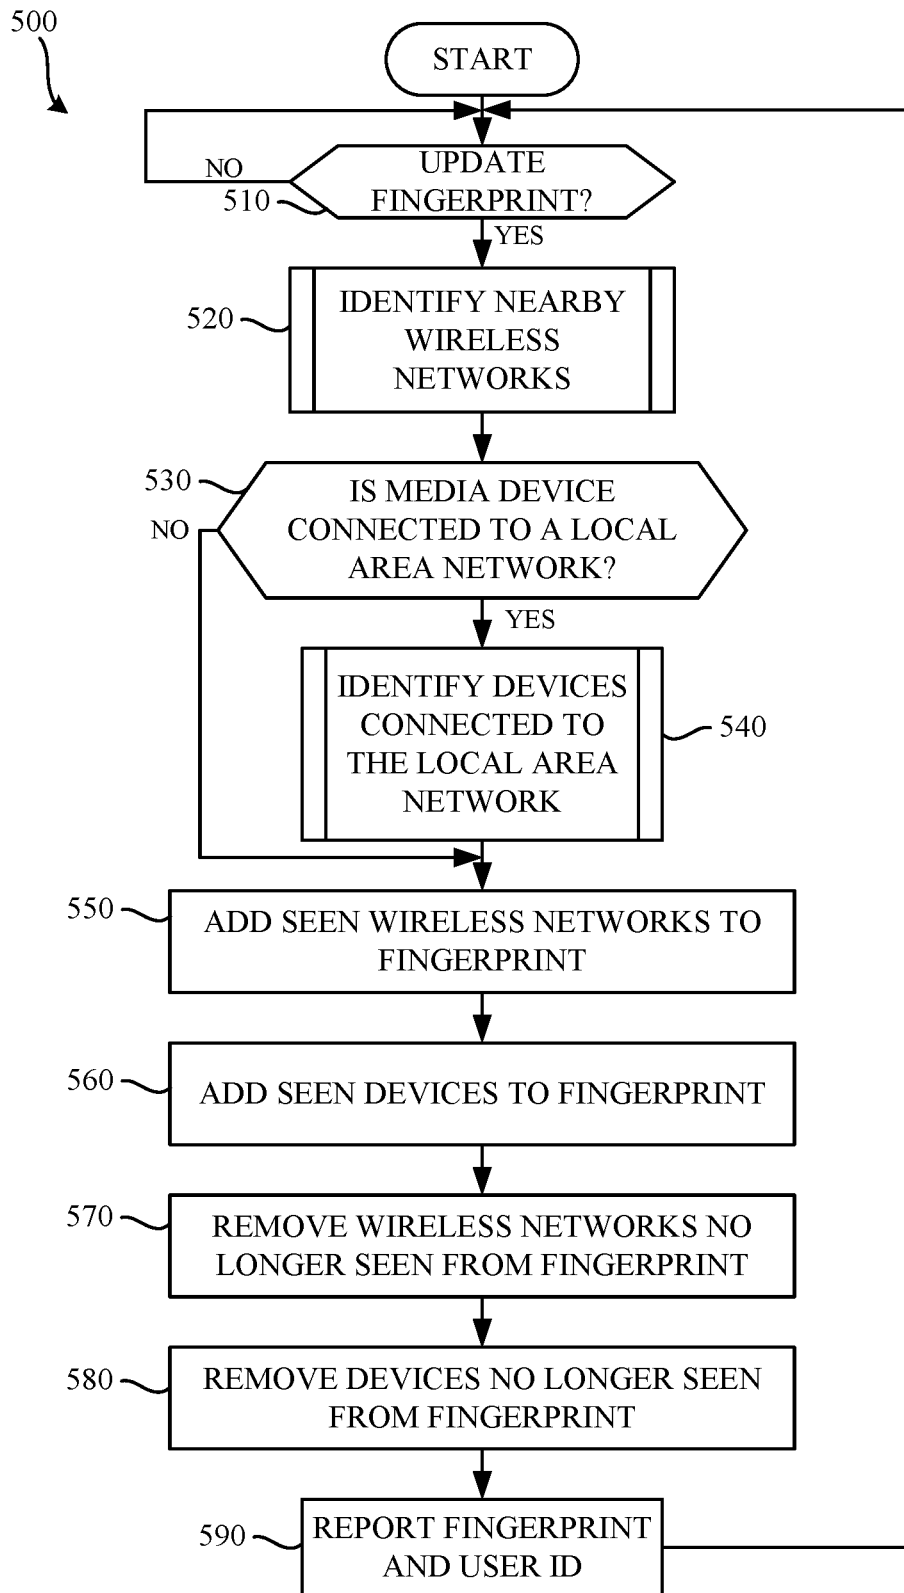 500
START
UPDATE
FINGERPRINT?
NO
510
YES
520
IDENTIFY NEARBY
WIRELESS
NETWORKS
530
IS MEDIA DEVICE
CONNECTED TO A LOCAL
AREA NETWORK?
NO
YES
IDENTIFY DEVICES
CONNECTED TO
THE LOCAL AREA
NETWORK
540
550
ADD SEEN WIRELESS NETWORKS TO
FINGERPRINT
560
ADD SEEN DEVICES TO FINGERPRINT
570
REMOVE WIRELESS NETWORKS NO
LONGER SEEN FROM FINGERPRINT
580
REMOVE DEVICES NO LONGER SEEN
FROM FINGERPRINT
590
REPORT FINGERPRINT
AND USER ID